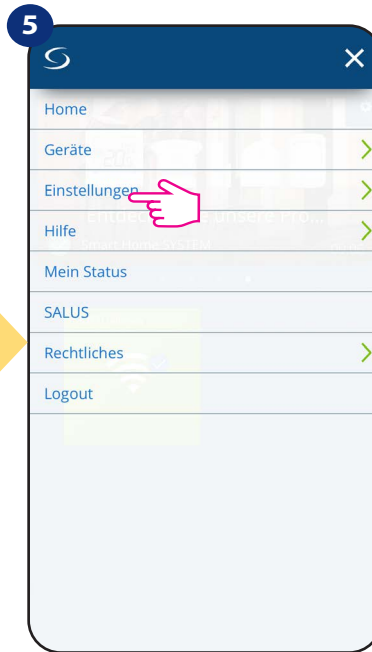 5
Home
Geräte
Einstellungen
Hilfe
Mein Status
SALUS
Rechtliches
Logout